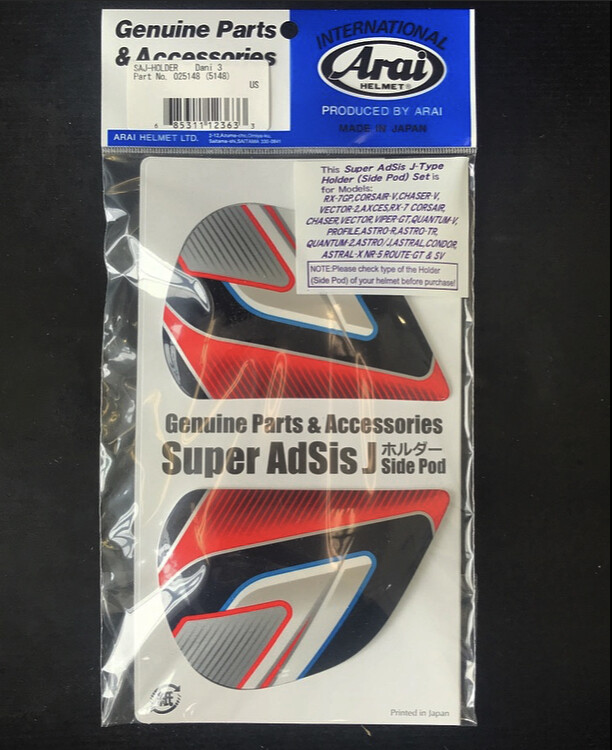 Genuine Parts
& Accessories
INTERNATIONAL
Arai
HELMET
PRODUCED BY ARAI
MADE IN JAPAN
SAJ-HOLDER Dani 3
Part No. 025148 (5148)
US
85311 12363
ARAI HELMET LTD.
This Super AdSis J-Type
Holder (Side Pod) Set is
for Models:
RX-7GP,CORSAIR-V,CHASER-V,
VECTOR-2,AXCES,RX-7 CORSAIR,
CHASER,VECTOR,VIPER-GT,QUANTUM-V,
PROFILE,ASTRO-R,ASTRO-TR,
QUANTUM-2,ASTRO/J,ASTRAL,CONDOR,
ASTRAL-X NR-5 ROUTE-GT & SV
NOTE:Please check type of the Holder
(Side Pod) of your helmet before purchase!
Genuine Parts & Accessories
Super AdSis J ホルダー
Side Pod
Printed in Japan